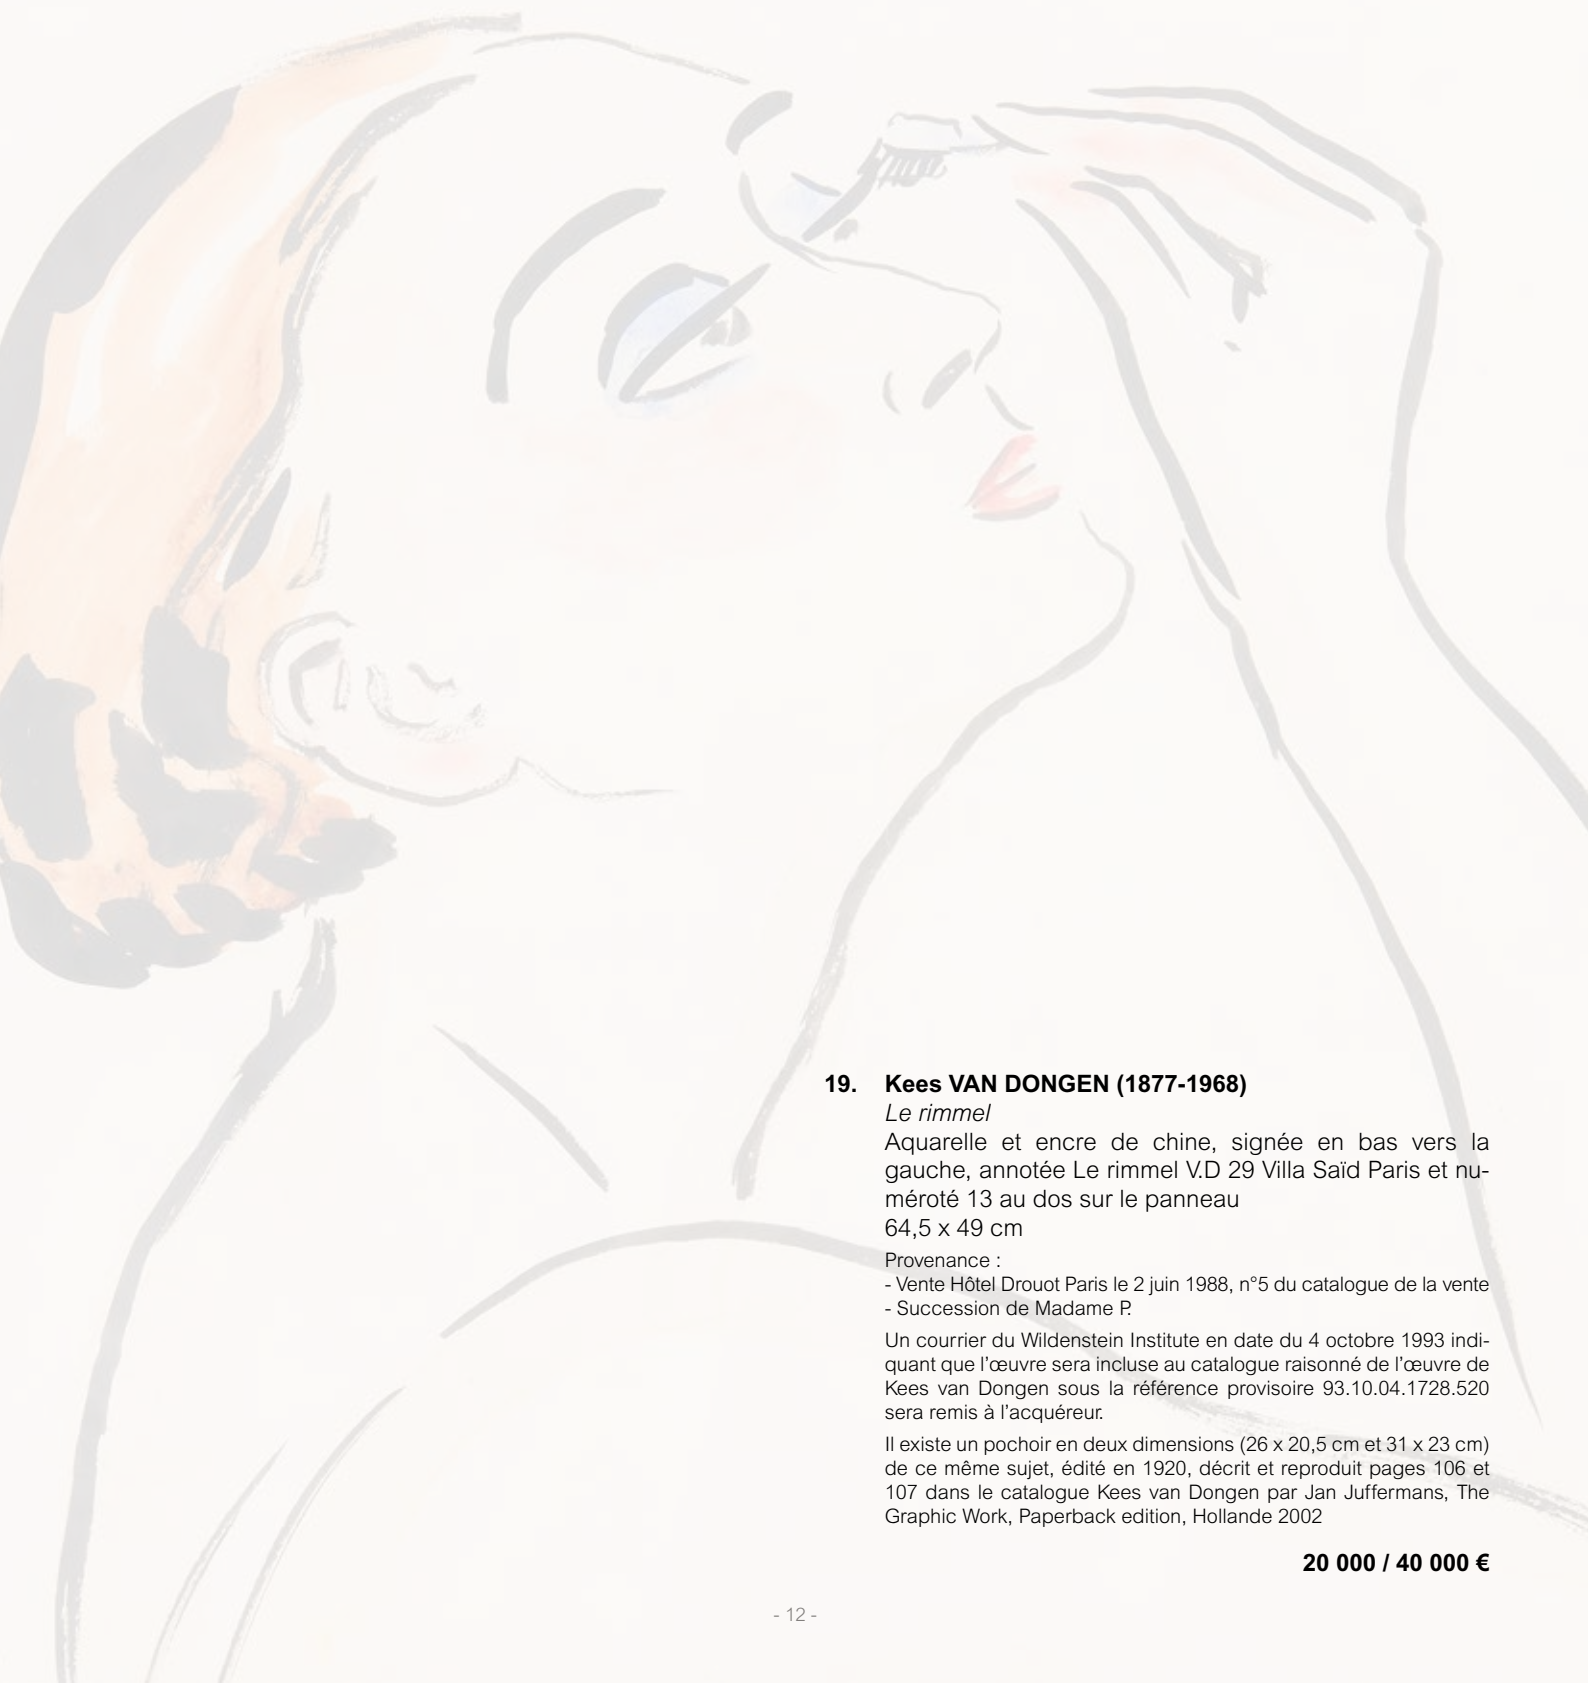 19. Kees VAN DONGEN (1877-1968)
Le rimmel
Aquarelle et encre de chine, signée en bas vers la
gauche, annotée Le rimmel V.D 29 Villa Saïd Paris et nu-
méroté 13 au dos sur le panneau
64,5 x 49 cm
Provenance :
- Vente Hôtel Drouot Paris le 2 juin 1988, n°5 du catalogue de la vente
- Succession de Madame P.
Un courrier du Wildenstein Institute en date du 4 octobre 1993 indi-
quant que l'œuvre sera incluse au catalogue raisonné de l'œuvre de
Kees van Dongen sous la référence provisoire 93.10.04.1728.520
sera remis à l'acquéreur.
Il existe un pochoir en deux dimensions (26 x 20,5 cm et 31 x 23 cm)
de ce même sujet, édité en 1920, décrit et reproduit pages 106 et
107 dans le catalogue Kees van Dongen par Jan Juffermans, The
Graphic Work, Paperback edition, Hollande 2002
20 000 / 40 000 €
- 12 -